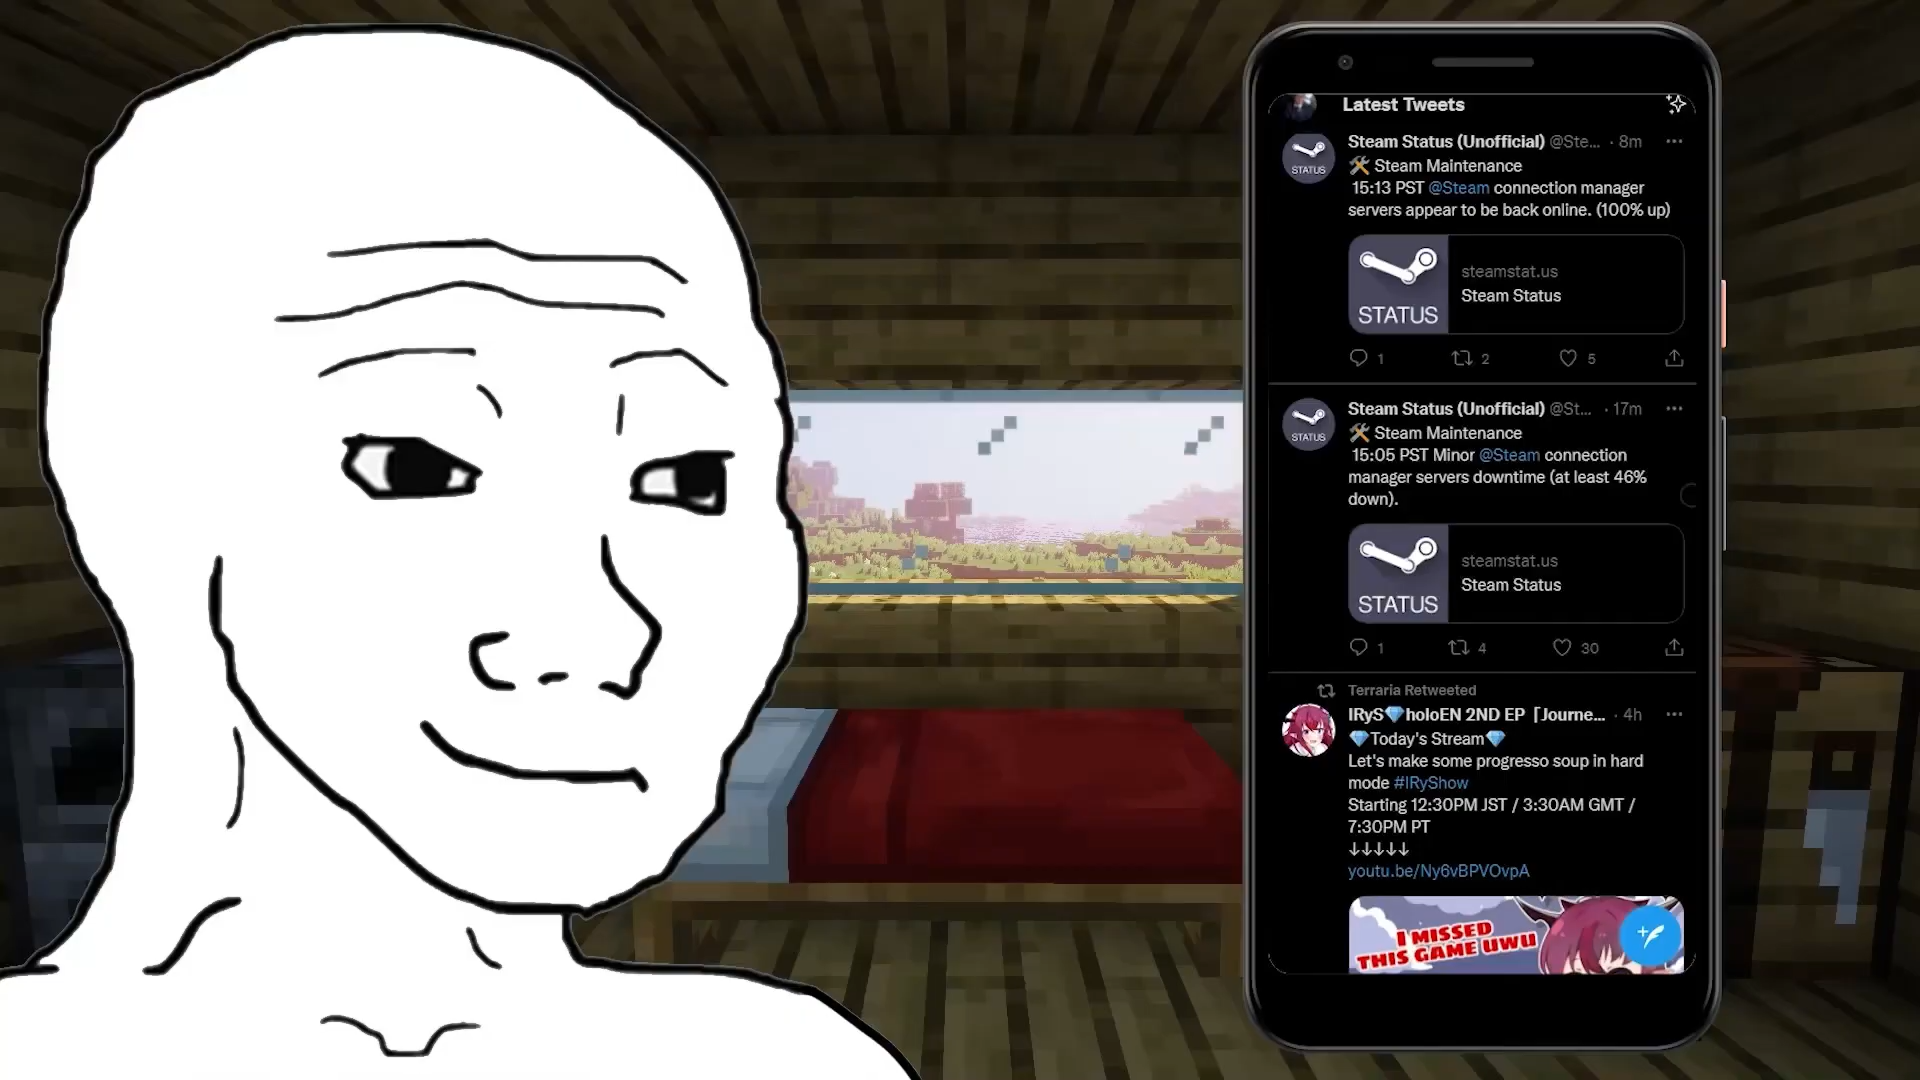 Latest Tweets
STATUS
Steam Status (Unofficial) @Ste... · 8m
🛠 Steam Maintenance
15:13 PST @Steam connection manager
servers appear to be back online. (100% up)
STATUS
steamstat.us
Steam Status
1 2 5
STATUS
Steam Status (Unofficial) @St... · 17m
🛠 Steam Maintenance
15:05 PST Minor @Steam connection
manager servers downtime (at least 46%
down).
STATUS
steamstat.us
Steam Status
1 4 30
Terraria Retweeted
IRyS💎holoEN 2ND EP「Journe... · 4h
💎Today's Stream💎
Let's make some progresso soup in hard
mode #IRyShow
Starting 12:30PM JST / 3:30AM GMT /
7:30PM PT
↓↓↓↓↓
youtu.be/Ny6vBPVOvpA
I MISSED
THIS GAME UWU